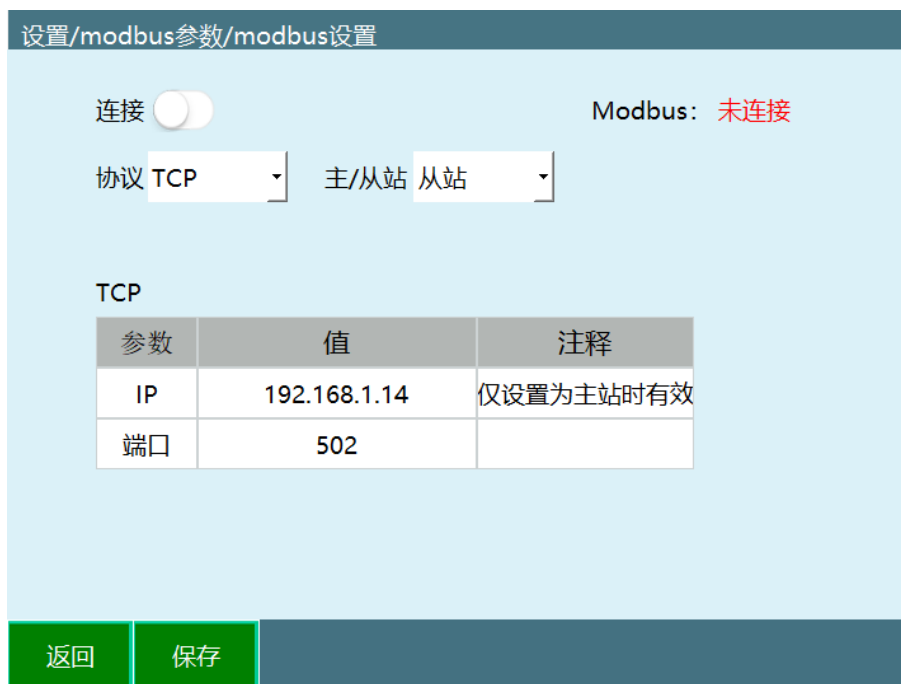 设置/modbus参数/modbus设置
连接 Modbus: 未连接
协议 TCP 主/从站 从站
TCP
参数 值 注释
IP 192.168.1.14 仅设置为主站时有效
端口 502
返回 保存